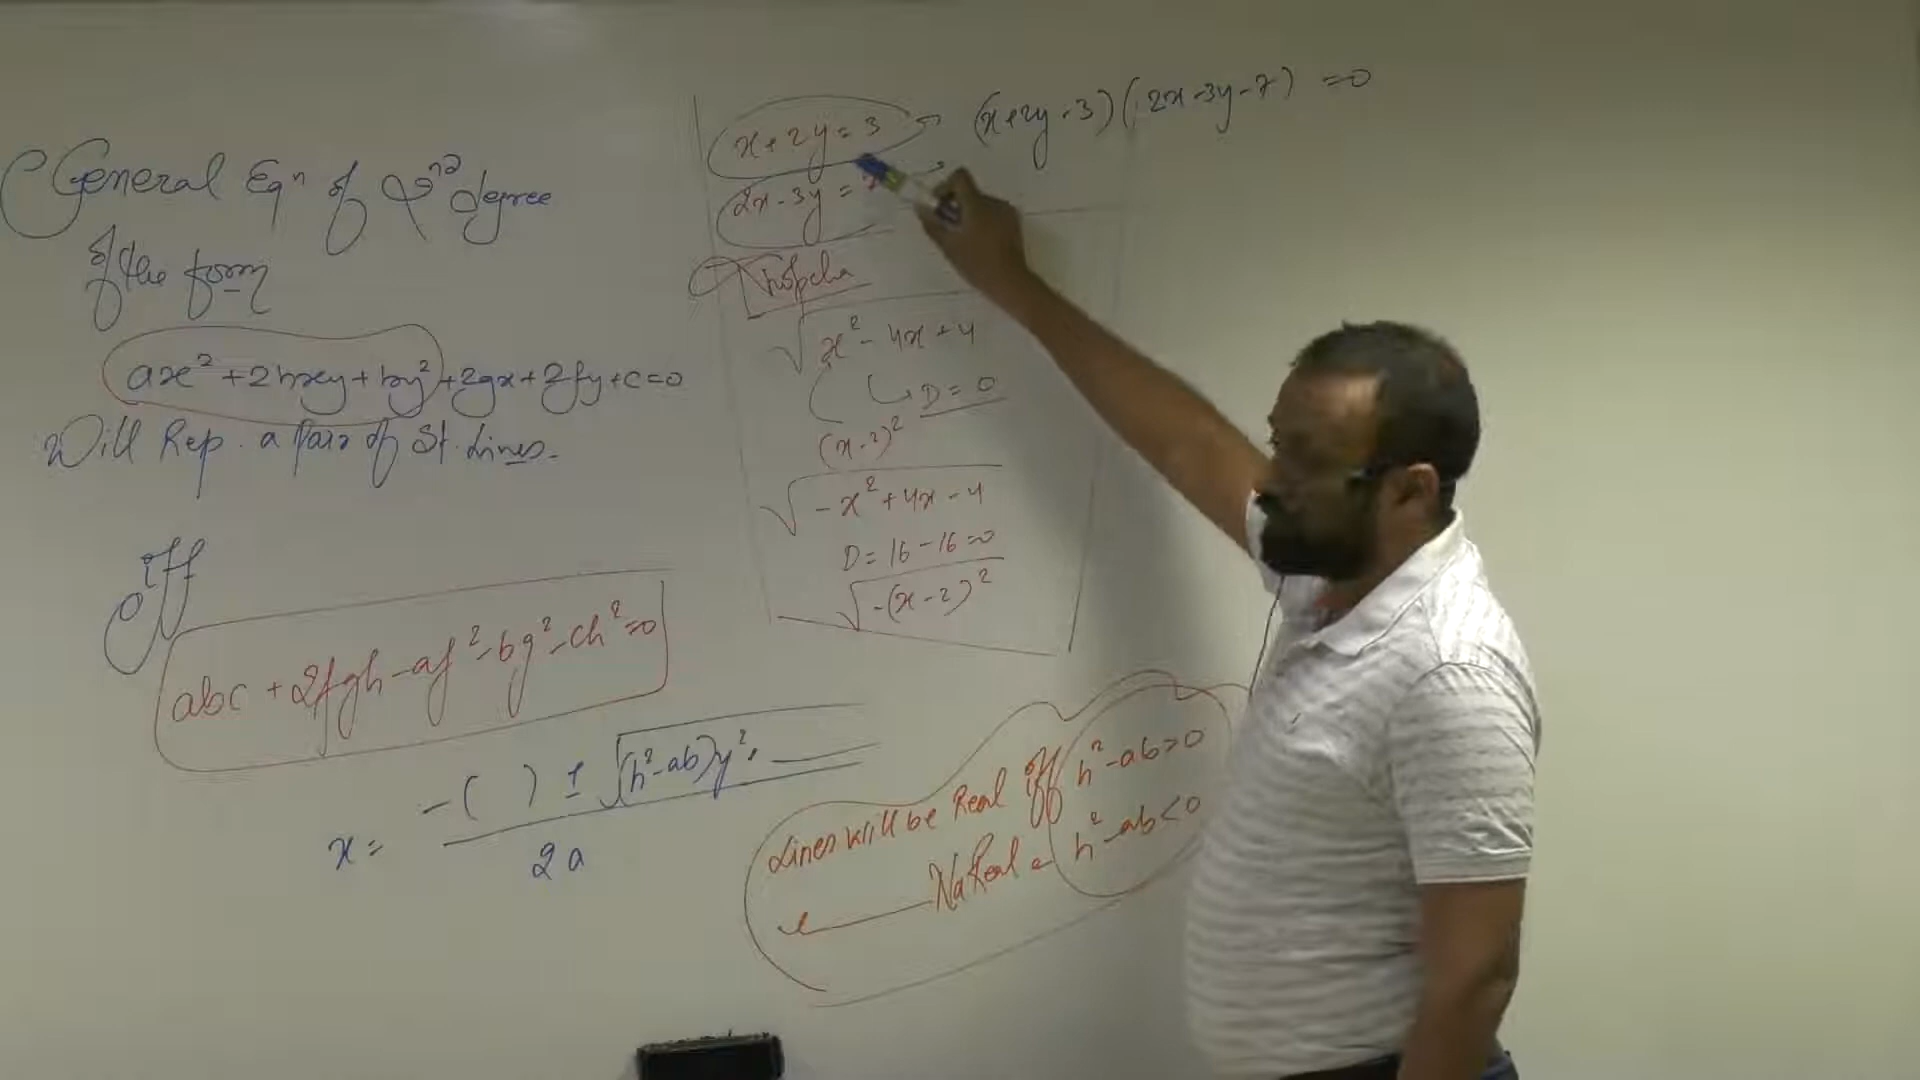 General Eqⁿ of 2ⁿᵈ degree
of the form
ax² + 2hxy + by² + 2gx + 2fy + c = 0
Will Rep. a pair of St. Lines.
iff
abc + 2fgh - af² - bg² - ch² = 0
x = -( ) ± √(h² - ab)y²
2a
x + 2y = 3
(x + 2y - 3)(2x - 3y - 7) = 0
2x - 3y =
√x² - 4x + 4
D = 0
(x - 2)²
√-x² + 4x - 4
D = 16 - 16 = 0
√-(x - 2)²
Lines will be Real iff h² - ab > 0
h² - ab < 0